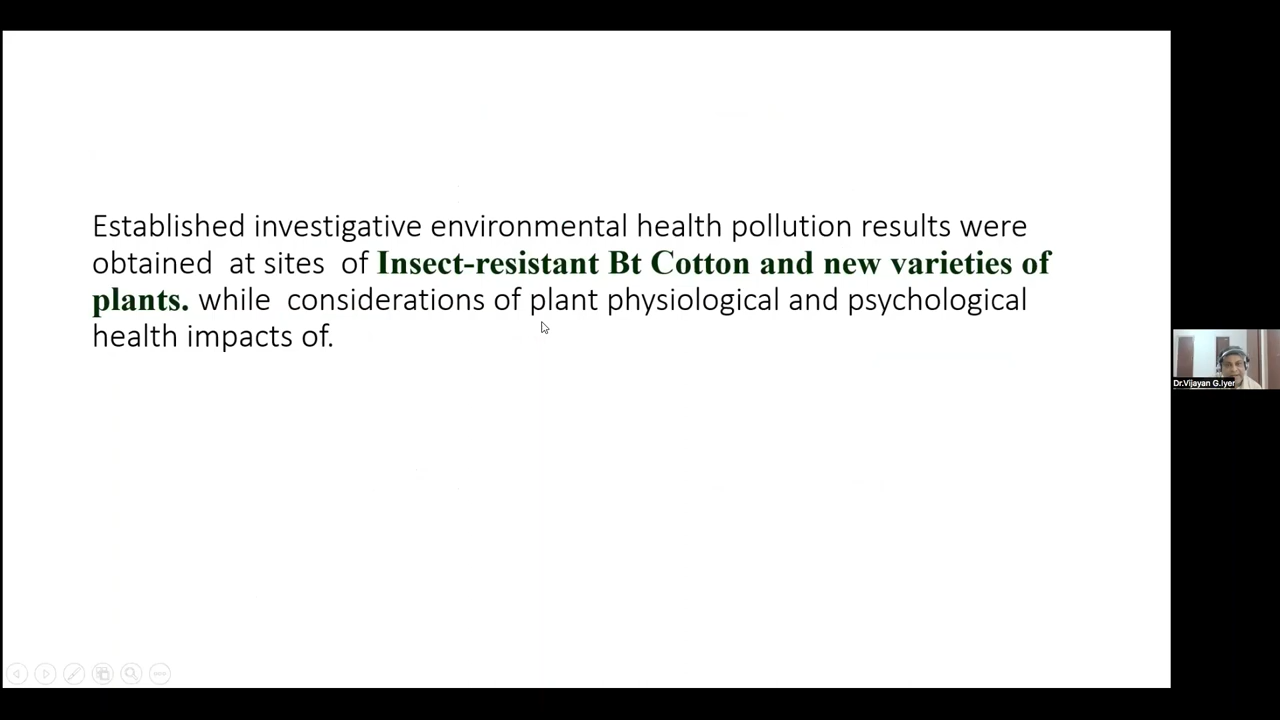 Established investigative environmental health pollution results were
obtained at sites of Insect-resistant Bt Cotton and new varieties of
plants. while considerations of plant physiological and psychological
health impacts of.
Dr.Vijayan G.Iyer